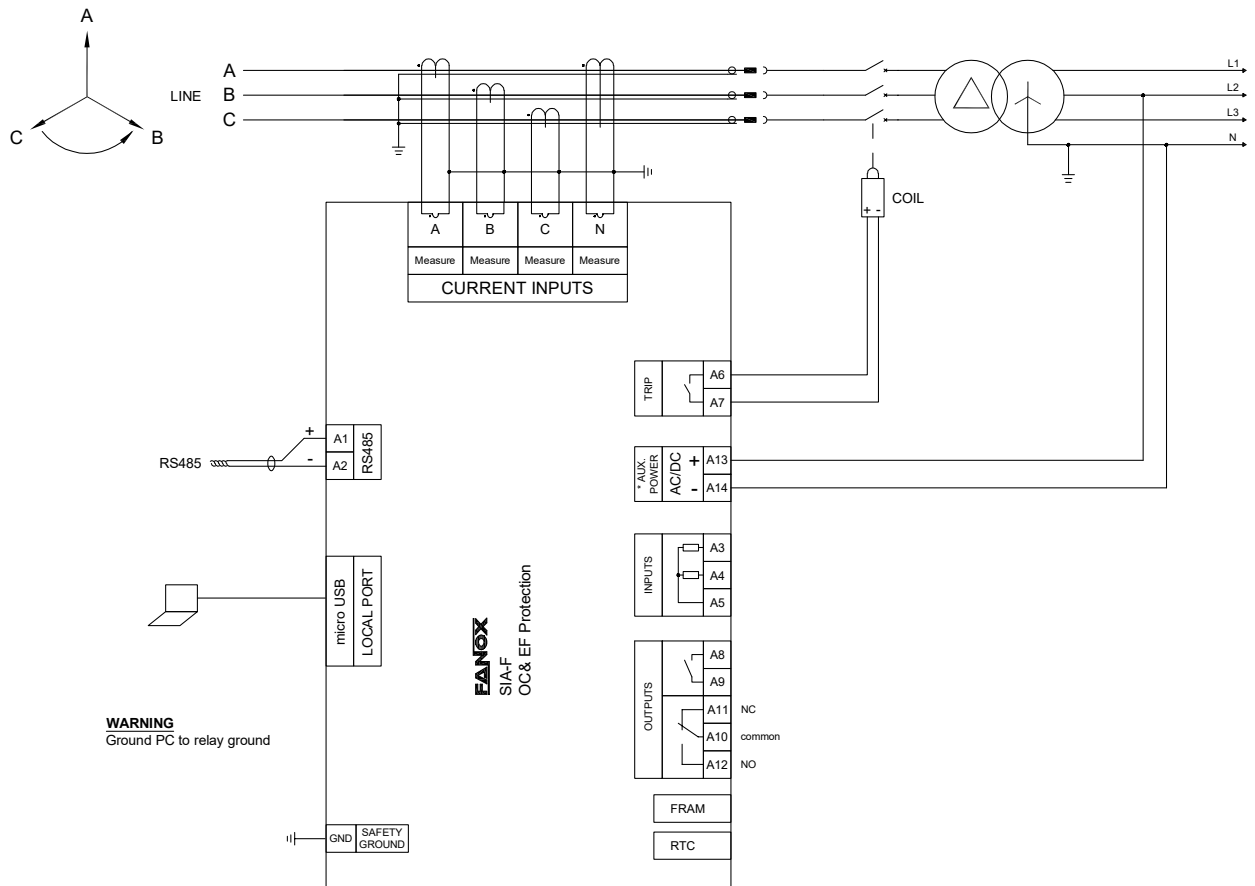 A
C
B
LINE
A
B
C
L1
L2
L3
N
COIL
+ -
A B C N
Measure Measure Measure Measure
CURRENT INPUTS
TRIP
A6
A7
* AUX. POWER
AC/DC
+ A13
- A14
RS485
+ A1
- A2
RS485
INPUTS
A3
A4
A5
micro USB
LOCAL PORT
FANOX
SIA-F
OC& EF Protection
OUTPUTS
A8
A9
A11 NC
A10 common
A12 NO
WARNING
Ground PC to relay ground
FRAM
RTC
GND
SAFETY
GROUND